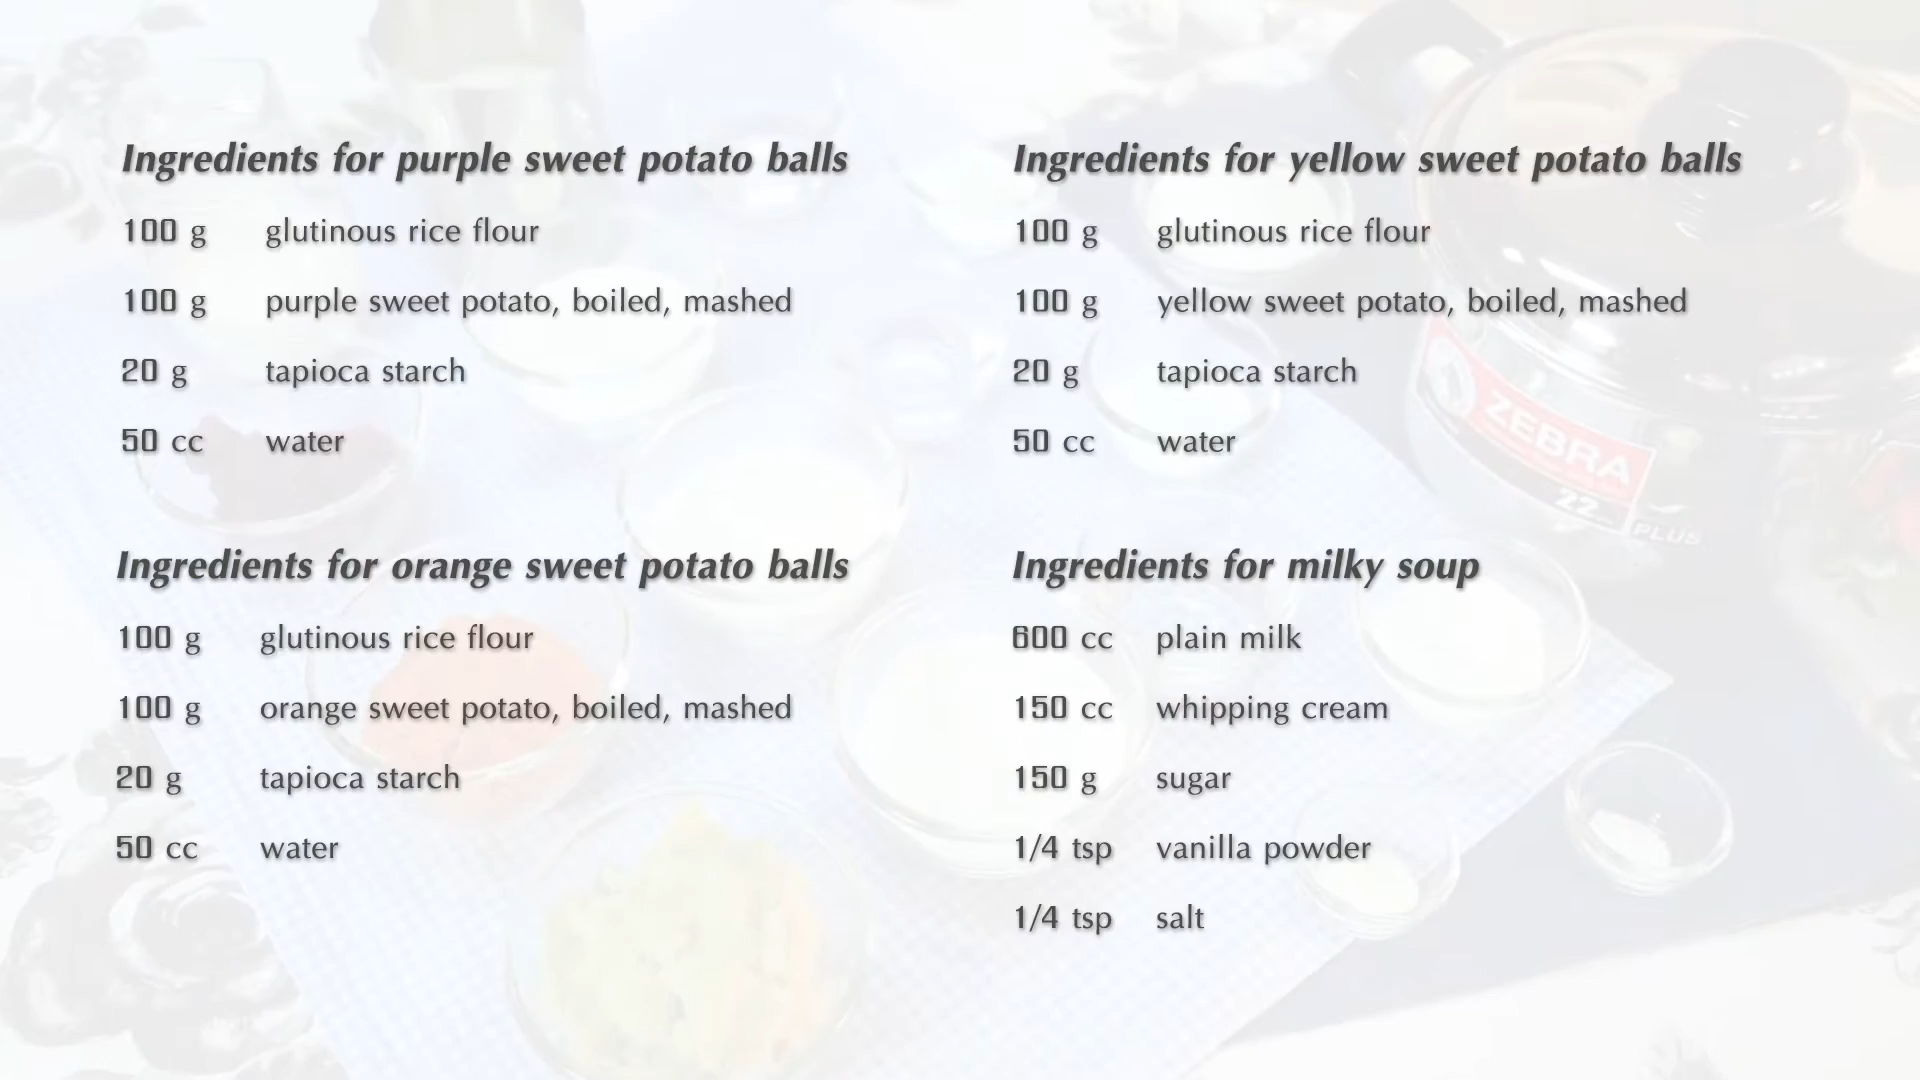 Ingredients for purple sweet potato balls
100 g glutinous rice flour
100 g purple sweet potato, boiled, mashed
20 g tapioca starch
50 cc water
Ingredients for yellow sweet potato balls
100 g glutinous rice flour
100 g yellow sweet potato, boiled, mashed
20 g tapioca starch
50 cc water
Ingredients for orange sweet potato balls
100 g glutinous rice flour
100 g orange sweet potato, boiled, mashed
20 g tapioca starch
50 cc water
Ingredients for milky soup
600 cc plain milk
150 cc whipping cream
150 g sugar
1/4 tsp vanilla powder
1/4 tsp salt
ZEBRA
22
PLUS